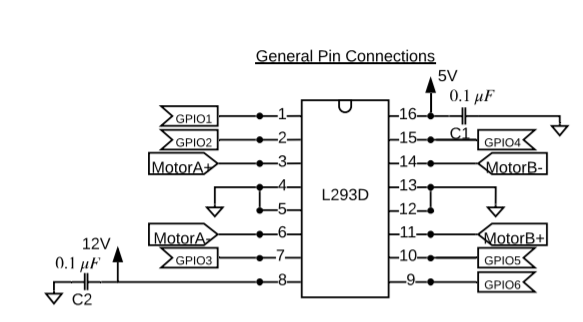 General Pin Connections
5V
0.1 μF
GPIO1 1 16 C1
GPIO2 2 15 GPIO4
MotorA+ 3 14 MotorB-
4 L293D 13
5 12
MotorA- 6 11 MotorB+
12V
GPIO3 7 10 GPIO5
0.1 μF
8 9 GPIO6
C2